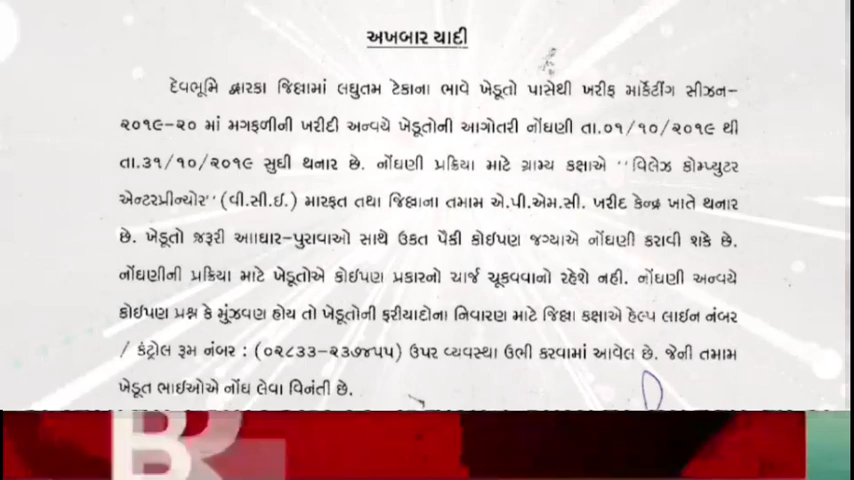 અખબાર યાદી
દેવભૂમિ દ્વારકા જિલ્લામાં લઘુતમ ટેકાના ભાવે ખેડૂતો પાસેથી ખરીફ માર્કેટીંગ સીઝન-
૨૦૧૯-૨૦ માં મગફળીની ખરીદી અન્વયે ખેડૂતોની આગોતરી નોંધણી તા.૦૧/૧૦/૨૦૧૯ થી
તા.૩૧/૧૦/૨૦૧૯ સુધી થનાર છે. નોંધણી પ્રક્રિયા માટે ગ્રામ્ય કક્ષાએ ''વિલેઝ કોમ્પ્યુટર
એન્ટરપ્રીન્યોર''(વી.સી.ઈ.) મારફત તથા જિલ્લાના તમામ એ.પી.એમ.સી. ખરીદ કેન્દ્ર ખાતે થનાર
છે. ખેડૂતો જરૂરી આાધાર-પુરાવાઓ સાથે ઉકત પૈકી કોઈપણ જગ્યાએ નોંધણી કરાવી શકે છે.
નોંધણીની પ્રક્રિયા માટે ખેડૂતોએ કોઈપણ પ્રકારનો ચાર્જ ચૂકવવાનો રહેશે નહી. નોંધણી અન્વયે
કોઈપણ પ્રશ્ન કે મુંઝવણ હોય તો ખેડૂતોની ફરીયાદોના નિવારણ માટે જિલ્લા કક્ષાએ હેલ્પ લાઈન નંબર
/ કંટ્રોલ રૂમ નંબર : (૦૨૮૩૩-૨૩૭૪૫૫) ઉપર વ્યવસ્થા ઉભી કરવામાં આવેલ છે. જેની તમામ
ખેડૂત ભાઈઓએ નોંધ લેવા વિનંતી છે.